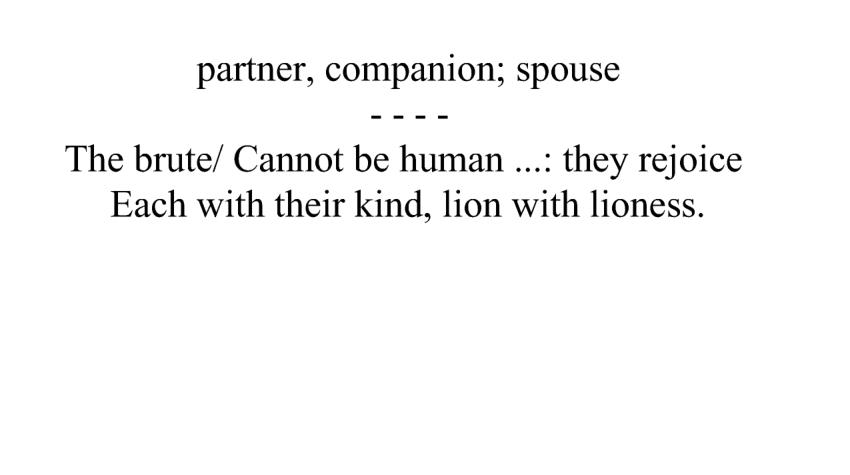 partner, companion; spouse
- - - -
The brute/ Cannot be human ...: they rejoice
Each with their kind, lion with lioness.